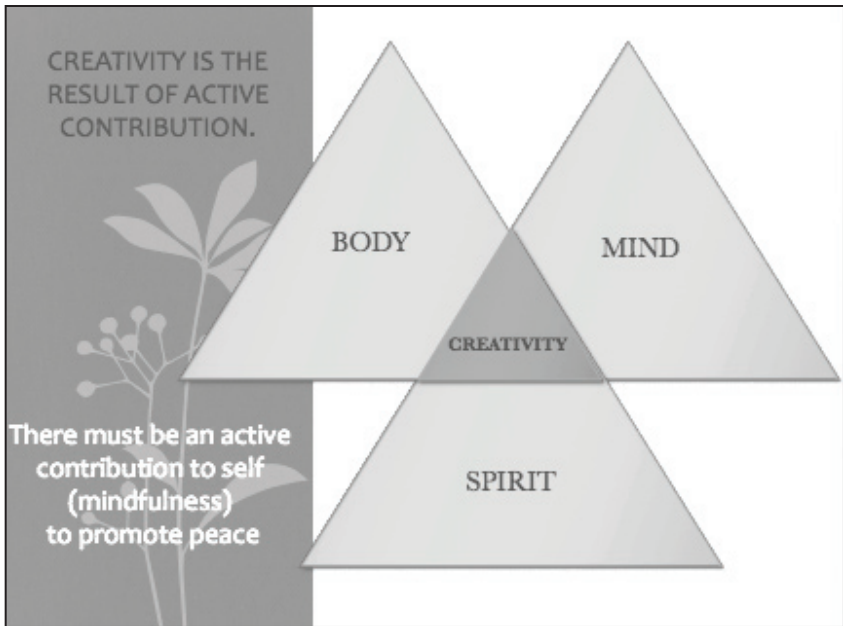 CREATIVITY IS THE
RESULT OF ACTIVE
CONTRIBUTION.
There must be an active
contribution to self
(mindfulness)
to promote peace
BODY
MIND
CREATIVITY
SPIRIT